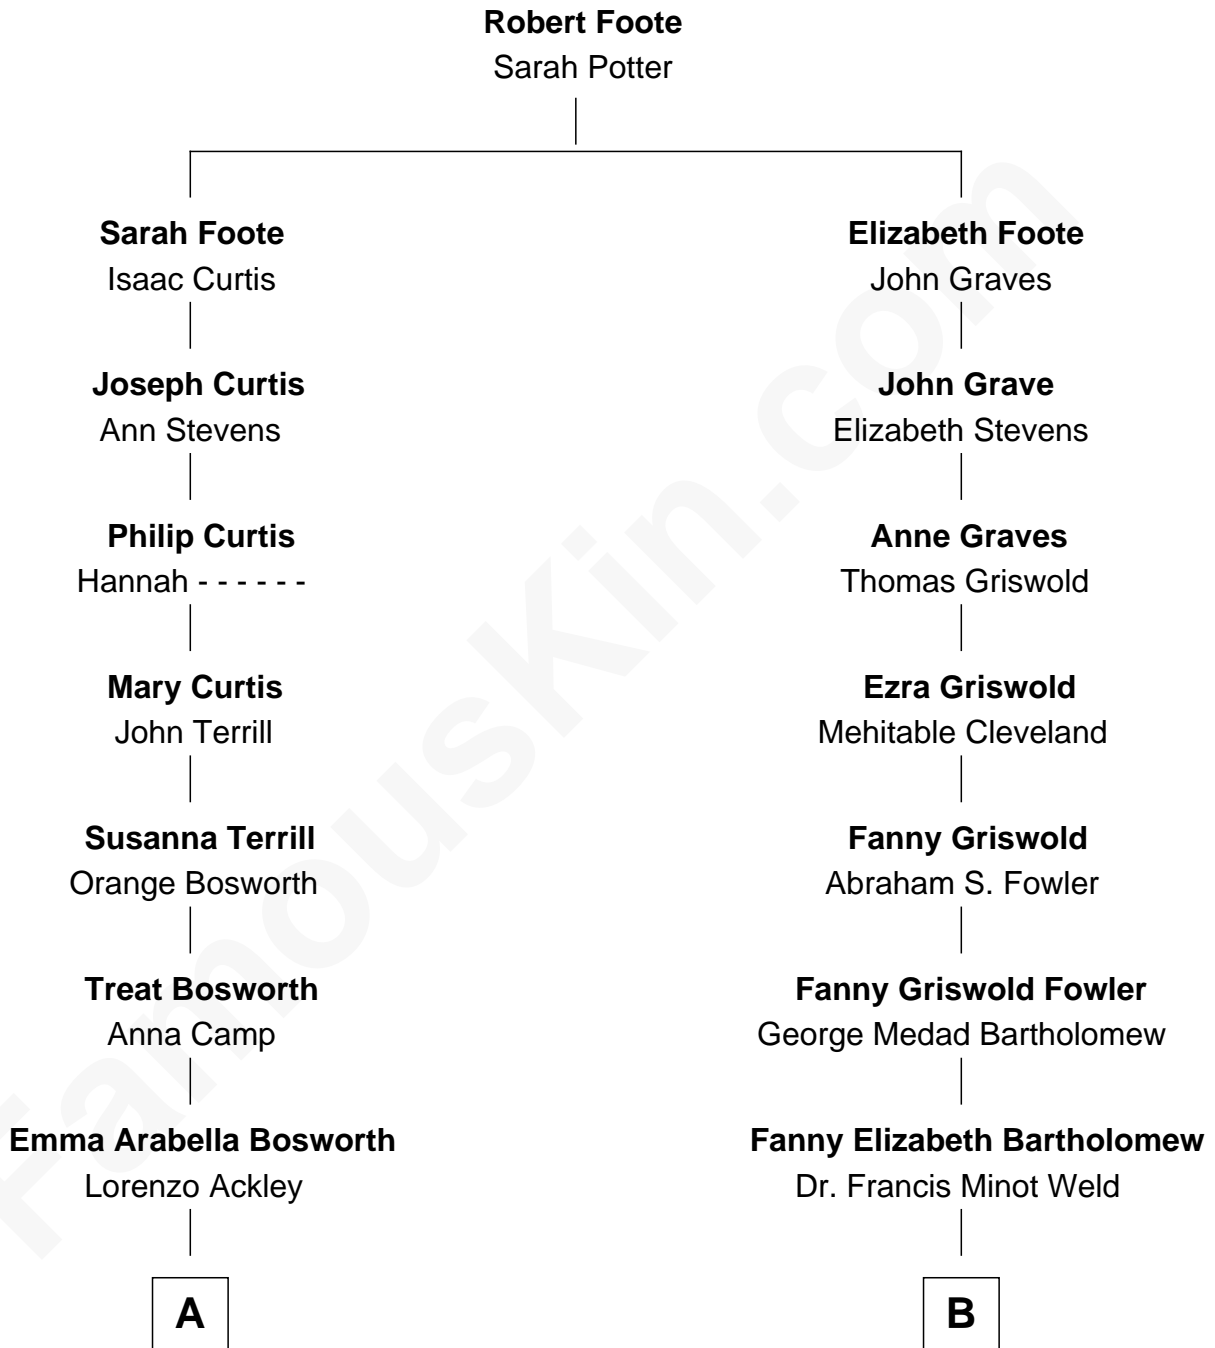 Robert Foote
Sarah Potter
Sarah Foote
Isaac Curtis
Joseph Curtis
Ann Stevens
Philip Curtis
Hannah - - - - - -
Mary Curtis
John Terrill
Susanna Terrill
Orange Bosworth
Treat Bosworth
Anna Camp
Emma Arabella Bosworth
Lorenzo Ackley
A
Elizabeth Foote
John Graves
John Grave
Elizabeth Stevens
Anne Graves
Thomas Griswold
Ezra Griswold
Mehitable Cleveland
Fanny Griswold
Abraham S. Fowler
Fanny Griswold Fowler
George Medad Bartholomew
Fanny Elizabeth Bartholomew
Dr. Francis Minot Weld
B
FamousKin.com